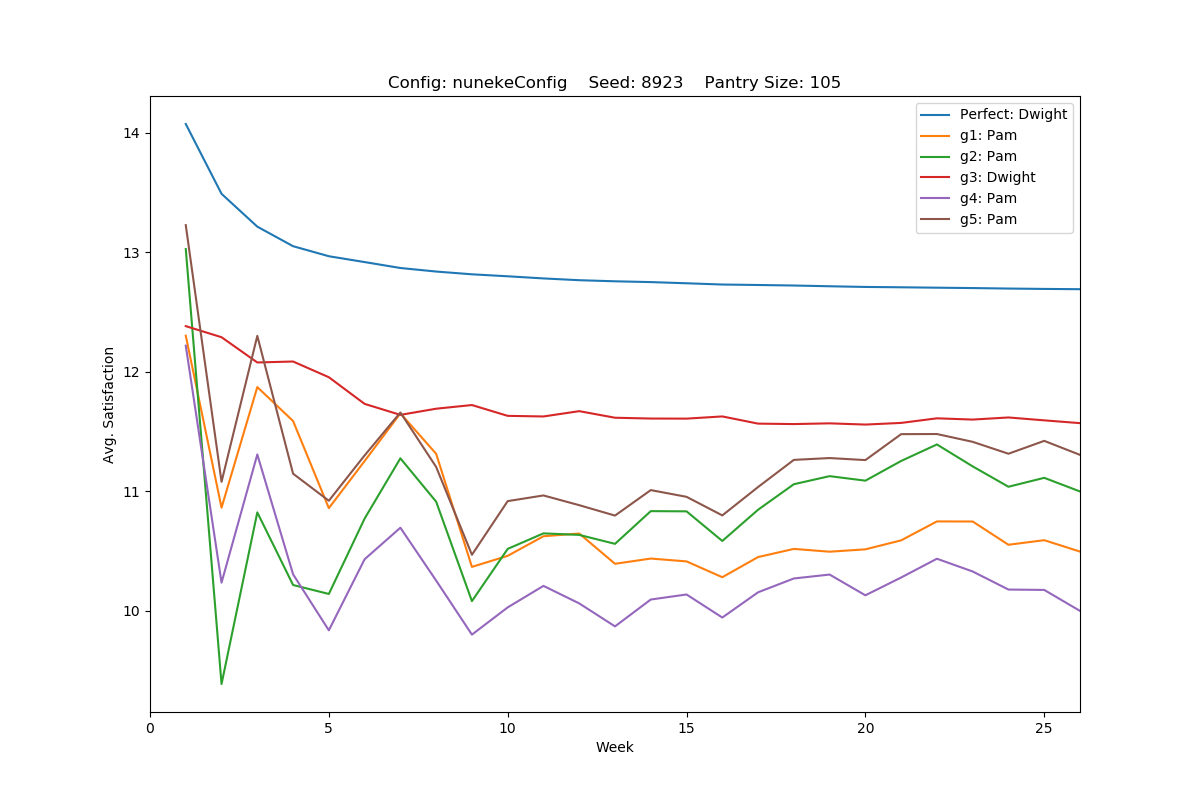 Config: nunekeConfig    Seed: 8923    Pantry Size: 105
Perfect: Dwight
g1: Pam
g2: Pam
g3: Dwight
g4: Pam
g5: Pam
14
13
12
11
10
Avg. Satisfaction
0 5 10 15 20 25
Week